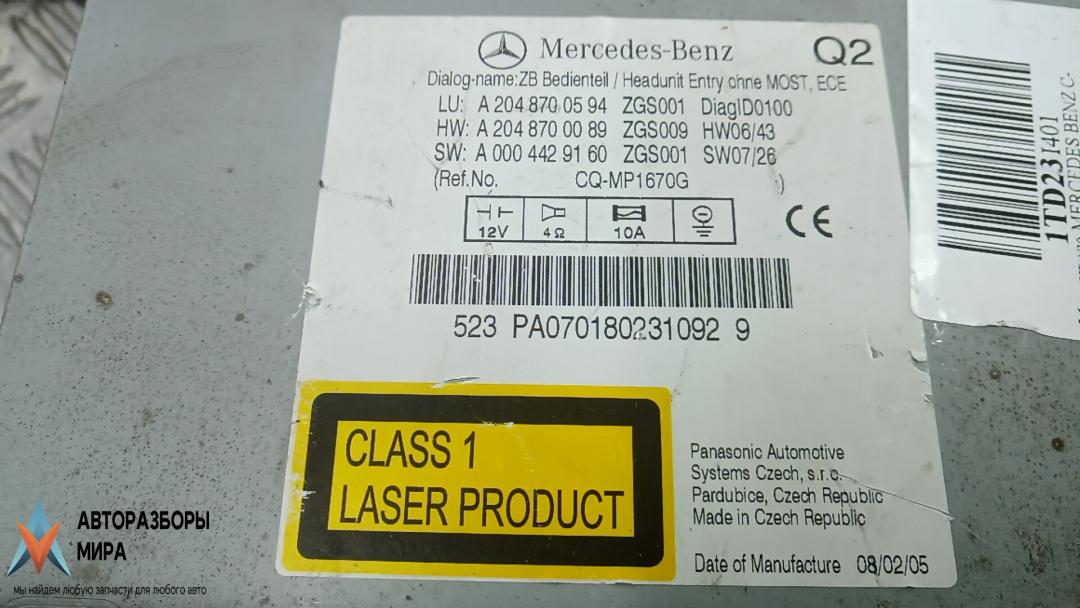 Mercedes-Benz Q2
Dialog-name:ZB Bedienteil / Headunit Entry ohne MOST, ECE
LU: A 204 870 05 94 ZGS001 DiagID0100
HW: A 204 870 00 89 ZGS009 HW06/43
SW: A 000 442 91 60 ZGS001 SW07/26
(Ref.No. CQ-MP1670G )
12V 4Ω 10A
CE
523 PA070180231092 9
CLASS 1
LASER PRODUCT
Panasonic Automotive
Systems Czech, s.r.o.
Pardubice, Czech Republic
Made in Czech Republic
Date of Manufacture 08/02/05
1TD231401
MERCEDES BENZ C-
АВТОРАЗБОРЫ
МИРА
мы найдем любую запчасти для любого авто